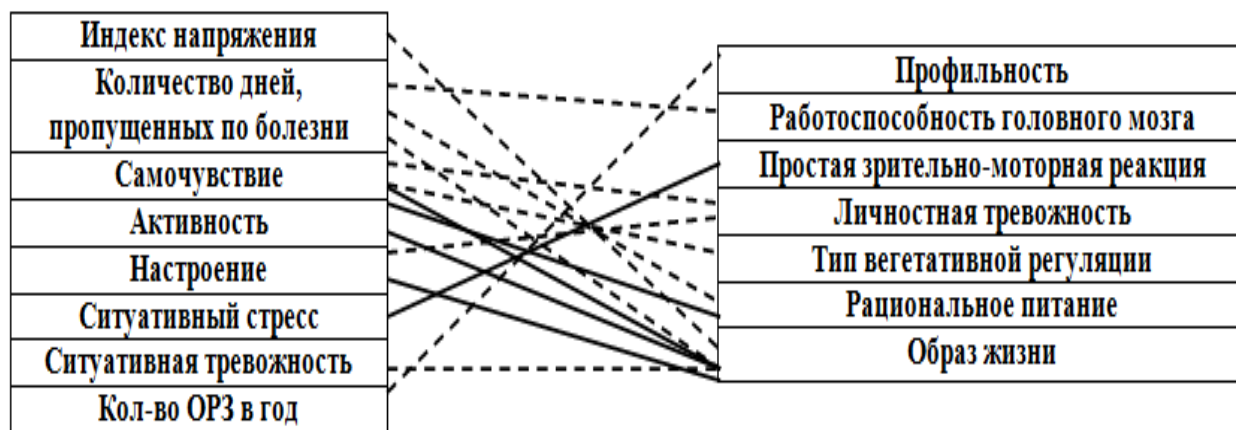 Индекс напряжения
Количество дней,
пропущенных по болезни
Самочувствие
Активность
Настроение
Ситуативный стресс
Ситуативная тревожность
Кол-во ОРЗ в год
Профильность
Работоспособность головного мозга
Простая зрительно-моторная реакция
Личностная тревожность
Тип вегетативной регуляции
Рациональное питание
Образ жизни